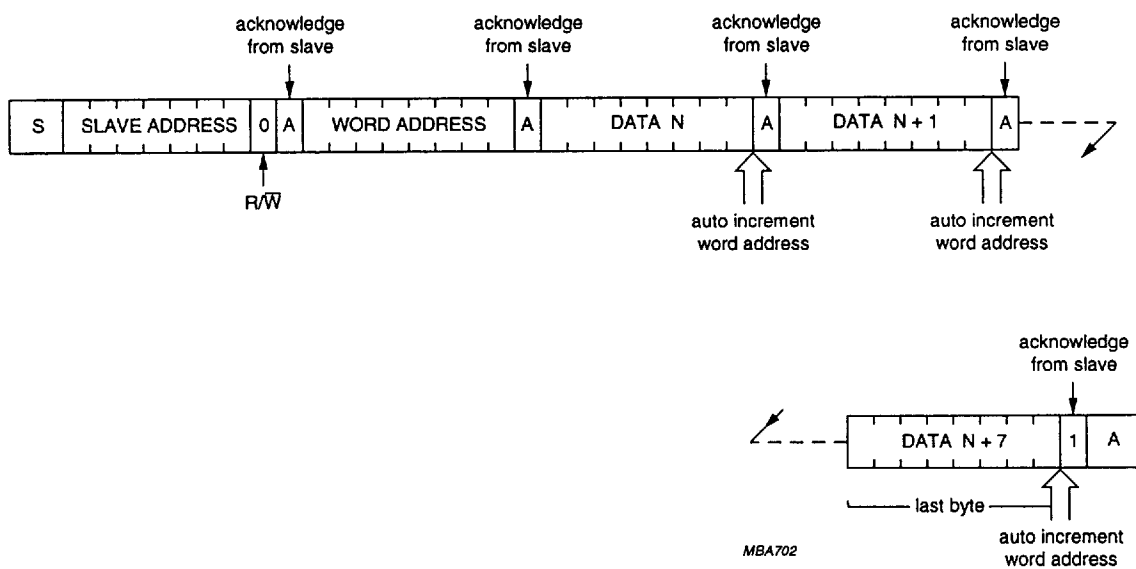 acknowledge
from slave
acknowledge
from slave
acknowledge
from slave
acknowledge
from slave
S SLAVE ADDRESS 0 A WORD ADDRESS A DATA N A DATA N + 1 A
R/W̅
auto increment
word address
auto increment
word address
acknowledge
from slave
DATA N + 7 1 A
last byte
auto increment
word address
MBA702